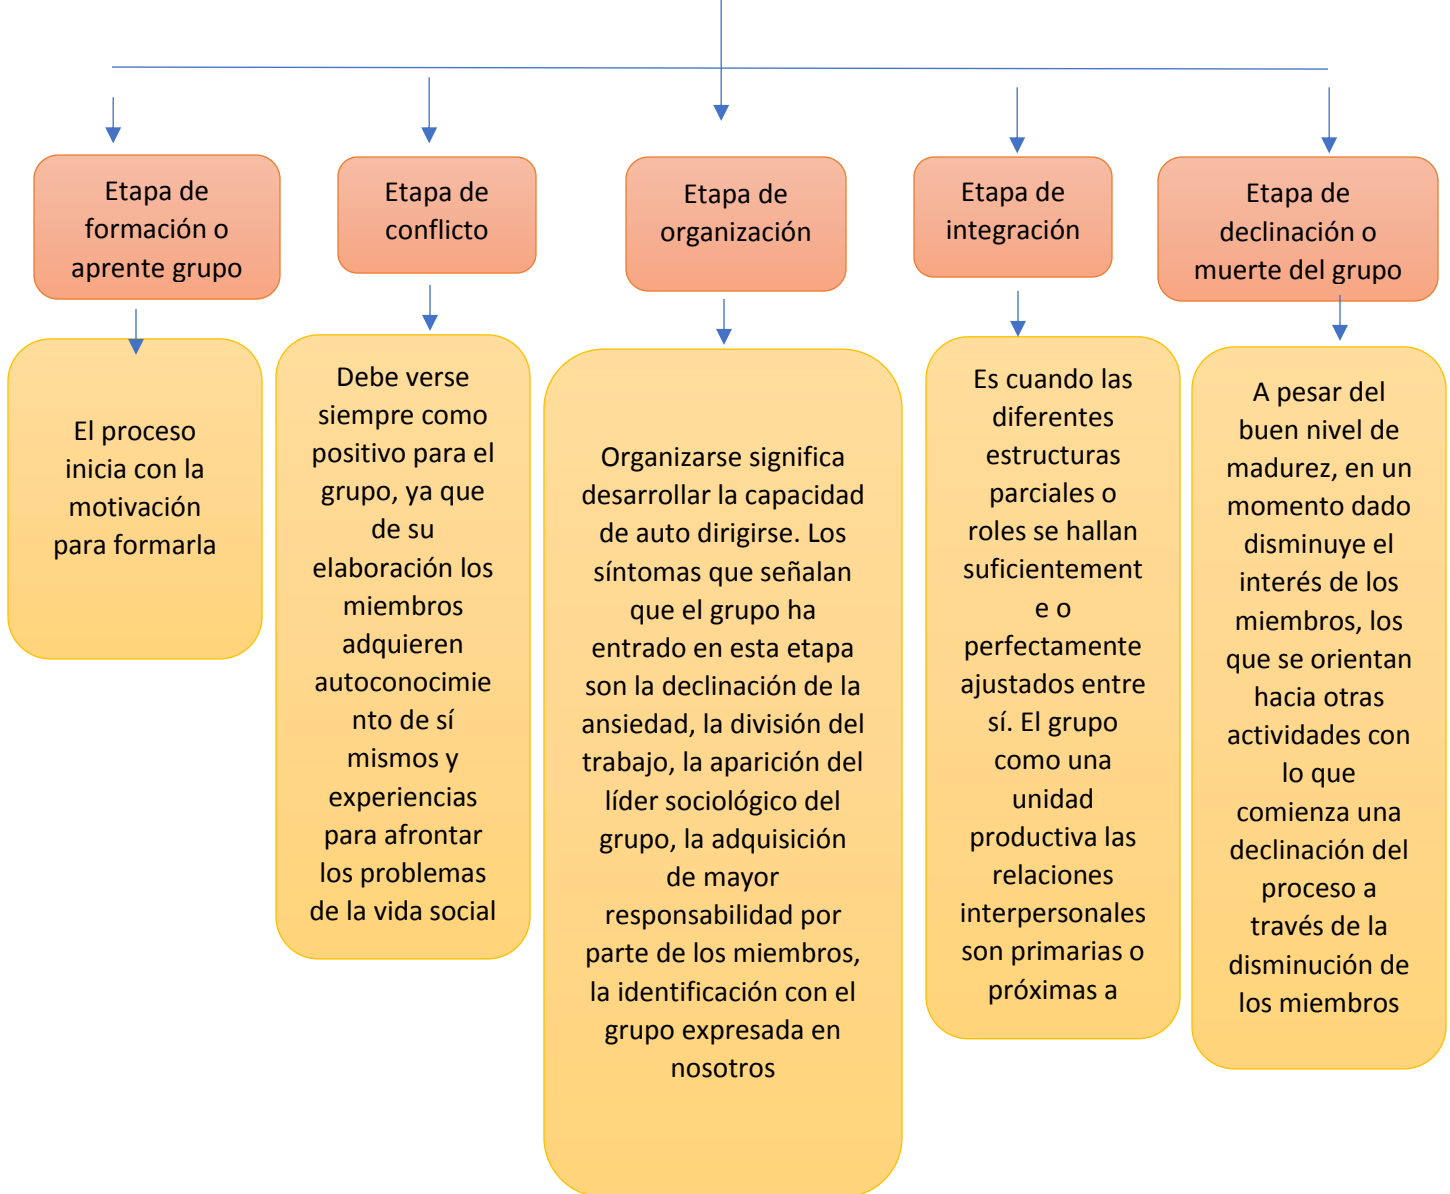 Etapa de
formación o
aprente grupo
Etapa de
conflicto
Etapa de
organización
Etapa de
integración
Etapa de
declinación o
muerte del grupo
El proceso
inicia con la
motivación
para formarla
Debe verse
siempre como
positivo para el
grupo, ya que
de su
elaboración los
miembros
adquieren
autoconocimie
nto de sí
mismos y
experiencias
para afrontar
los problemas
de la vida social
Organizarse significa
desarrollar la capacidad
de auto dirigirse. Los
síntomas que señalan
que el grupo ha
entrado en esta etapa
son la declinación de la
ansiedad, la división del
trabajo, la aparición del
líder sociológico del
grupo, la adquisición
de mayor
responsabilidad por
parte de los miembros,
la identificación con el
grupo expresada en
nosotros
Es cuando las
diferentes
estructuras
parciales o
roles se hallan
suficientement
e o
perfectamente
ajustados entre
sí. El grupo
como una
unidad
productiva las
relaciones
interpersonales
son primarias o
próximas a
A pesar del
buen nivel de
madurez, en un
momento dado
disminuye el
interés de los
miembros, los
que se orientan
hacia otras
actividades con
lo que
comienza una
declinación del
proceso a
través de la
disminución de
los miembros